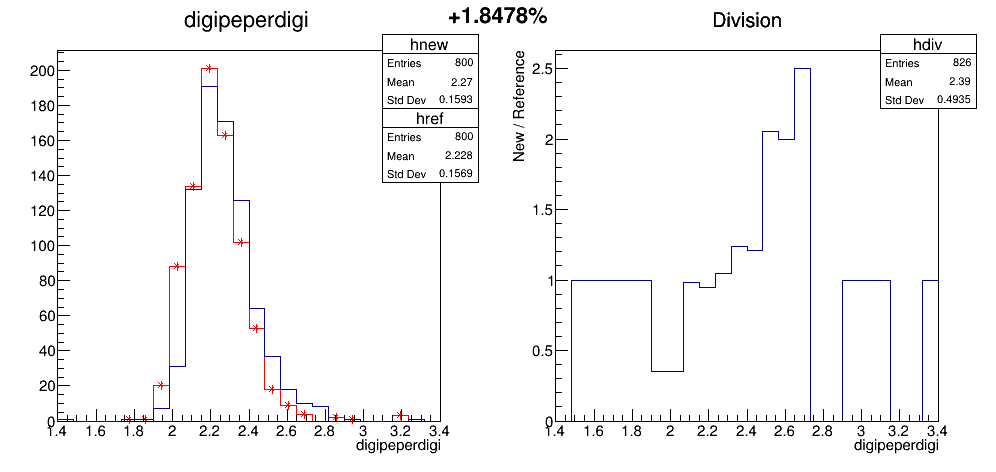 +1.8478%
digipeperdigi
hnew
Entries 800
Mean 2.27
Std Dev 0.1593
href
Entries 800
Mean 2.228
Std Dev 0.1569
200
180
160
140
120
100
80
60
40
20
0
1.4 1.6 1.8 2 2.2 2.4 2.6 2.8 3 3.2 3.4
digipeperdigi
Division
hdiv
Entries 826
Mean 2.39
Std Dev 0.4935
New / Reference
2.5
2
1.5
1
0.5
0
1.4 1.6 1.8 2 2.2 2.4 2.6 2.8 3 3.2 3.4
digipeperdigi